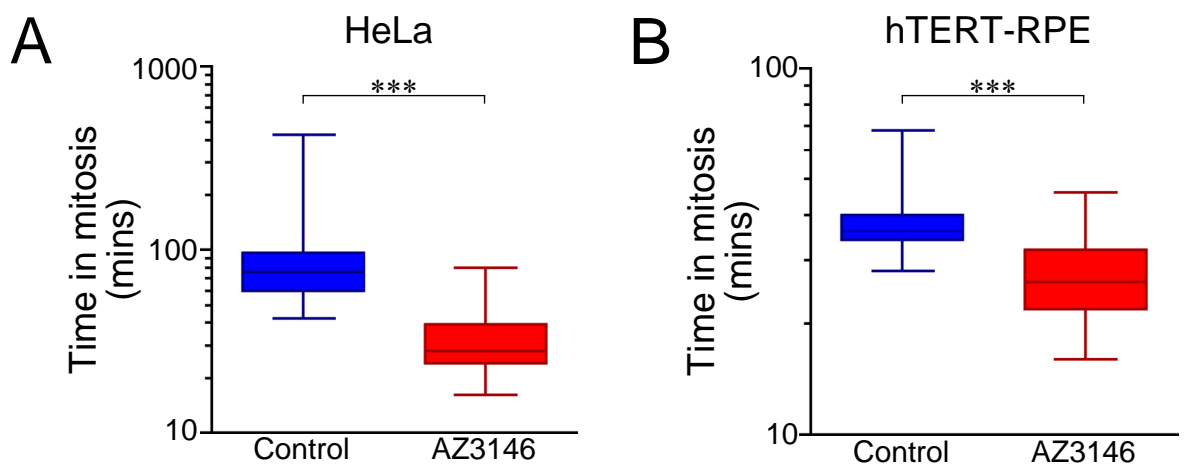 A
HeLa
Time in mitosis
(mins)
1000
100
10
***
Control
AZ3146
B
hTERT-RPE
Time in mitosis
(mins)
100
10
***
Control
AZ3146